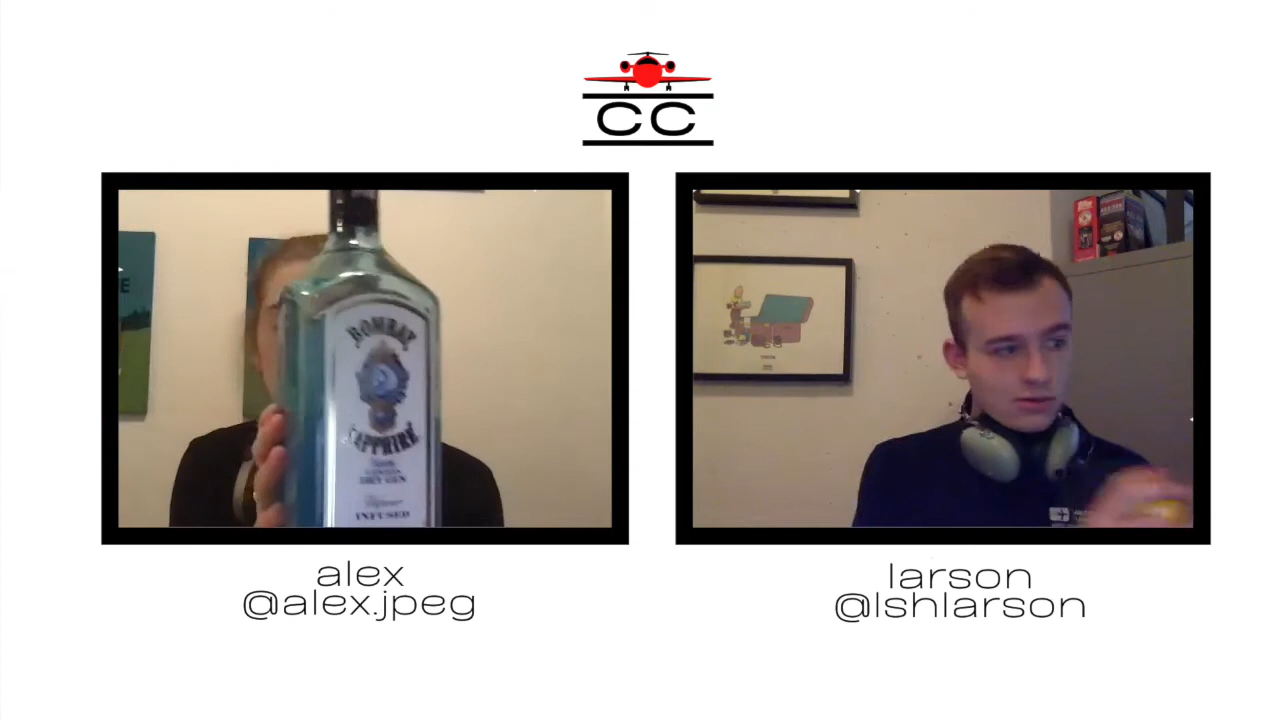 CC
E
BOMBAY
SAPPHIRE
DRY GIN
INFUSED
alex
@alex.jpeg
larson
@lshlarson